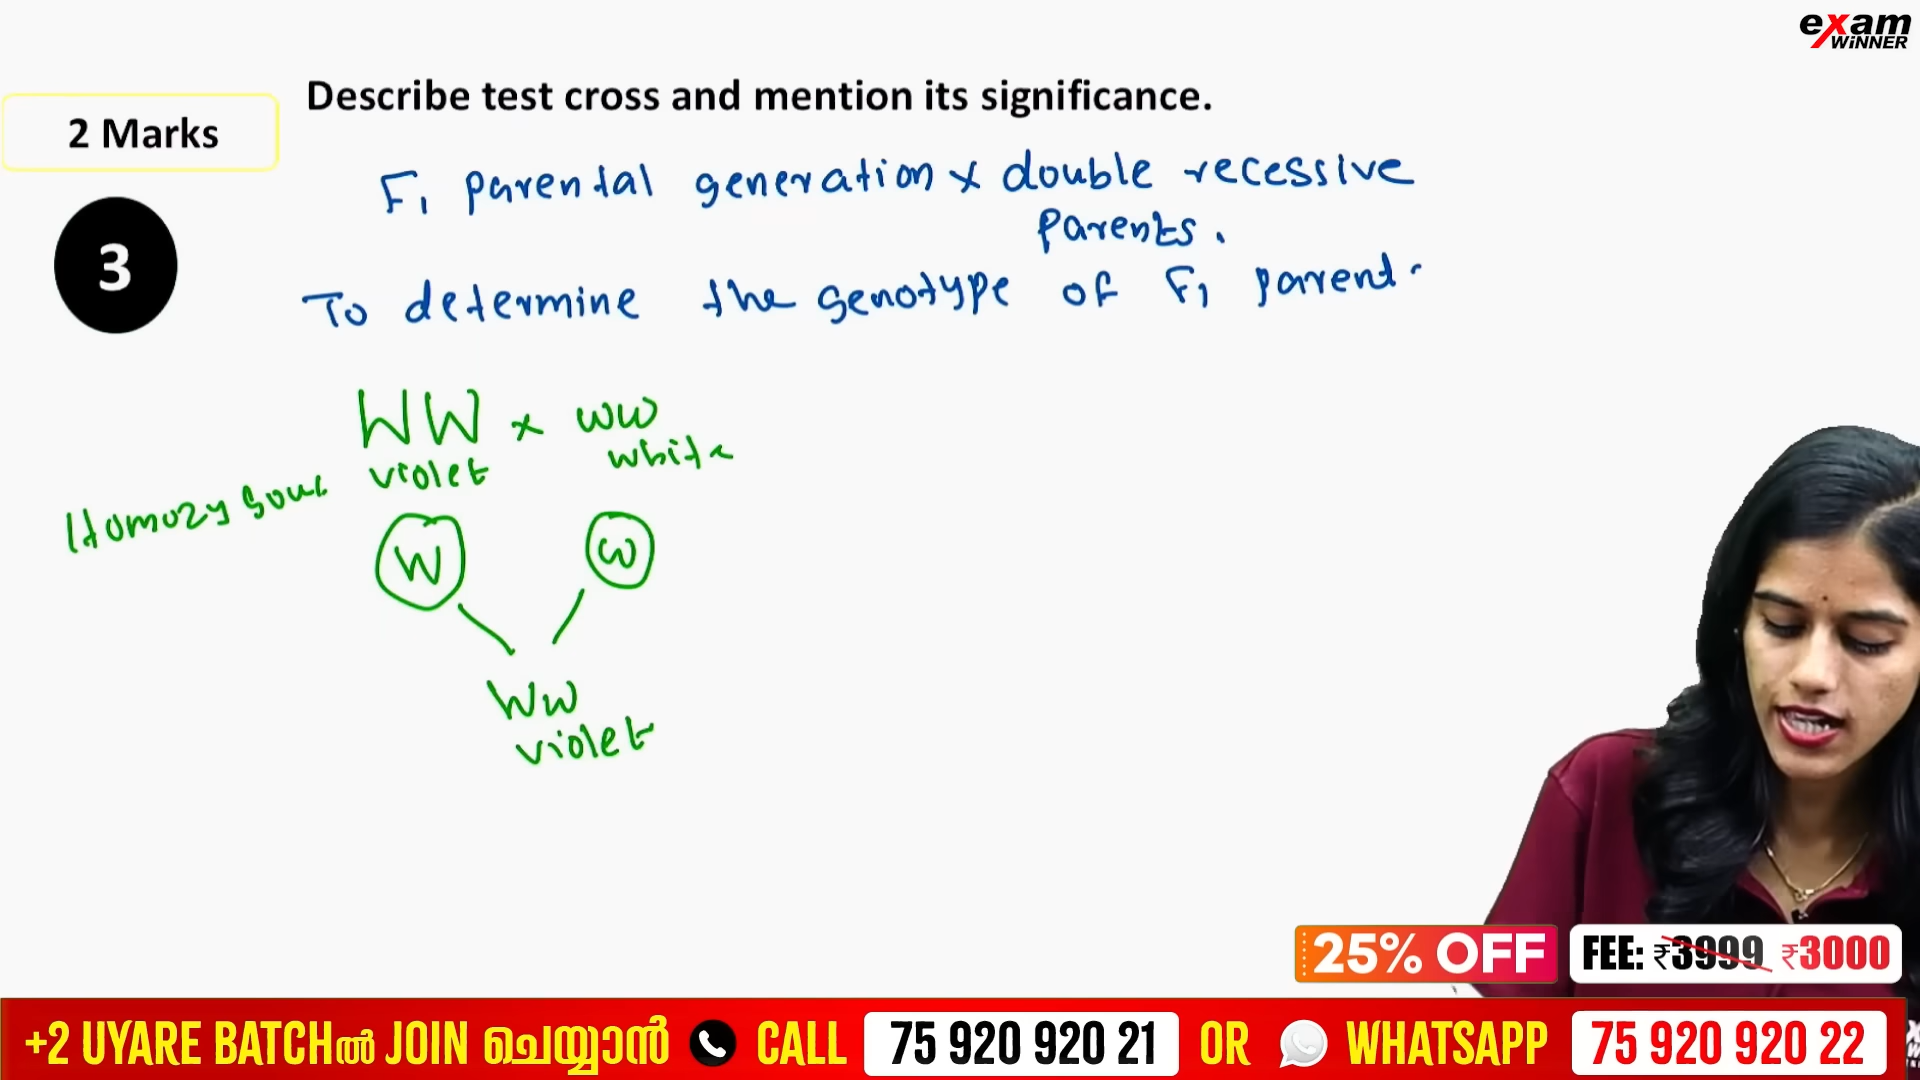 exam
WiNNER
Describe test cross and mention its significance.
2 Marks
F₁ parental generation x double recessive
parents.
3
To determine the genotype of F₁ parent.
WW x ww
violet white
Homozygous
W w
Ww
violet
25% OFF FEE: ₹3999 ₹3000
+2 UYARE BATCHൽ JOIN ചെയ്യാൻ CALL 75 920 920 21 OR WHATSAPP 75 920 920 22